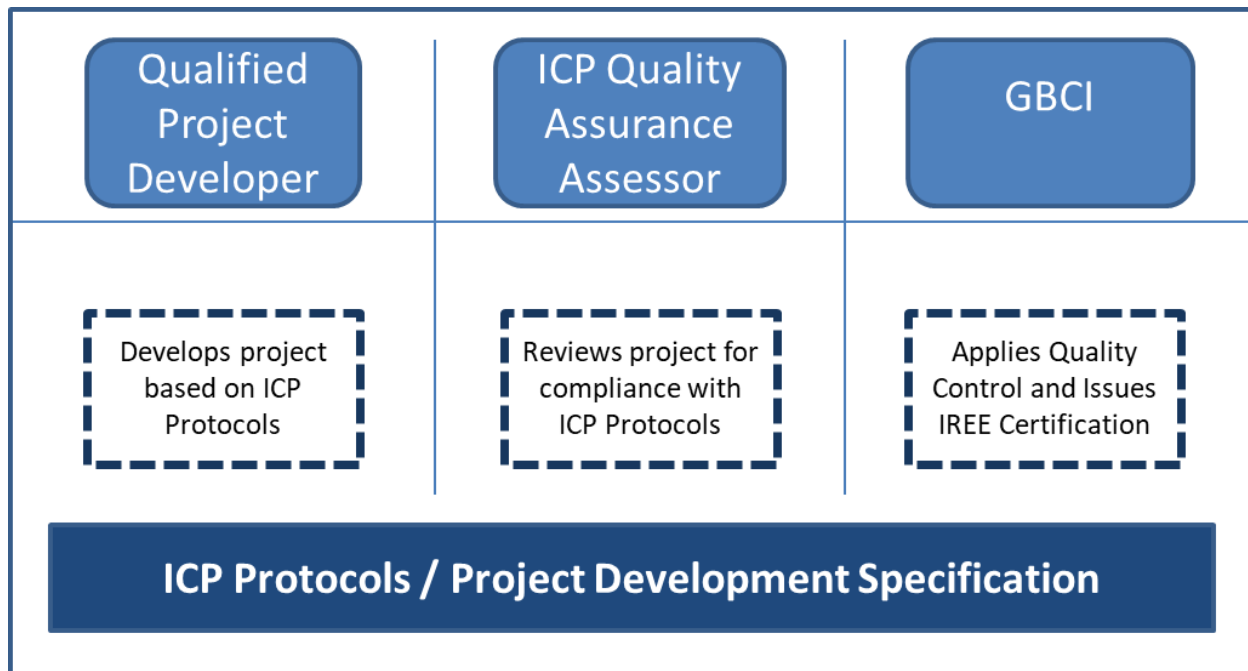 Qualified
Project
Developer
ICP Quality
Assurance
Assessor
GBCI
Develops project
based on ICP
Protocols
Reviews project for
compliance with
ICP Protocols
Applies Quality
Control and Issues
IREE Certification
ICP Protocols / Project Development Specification